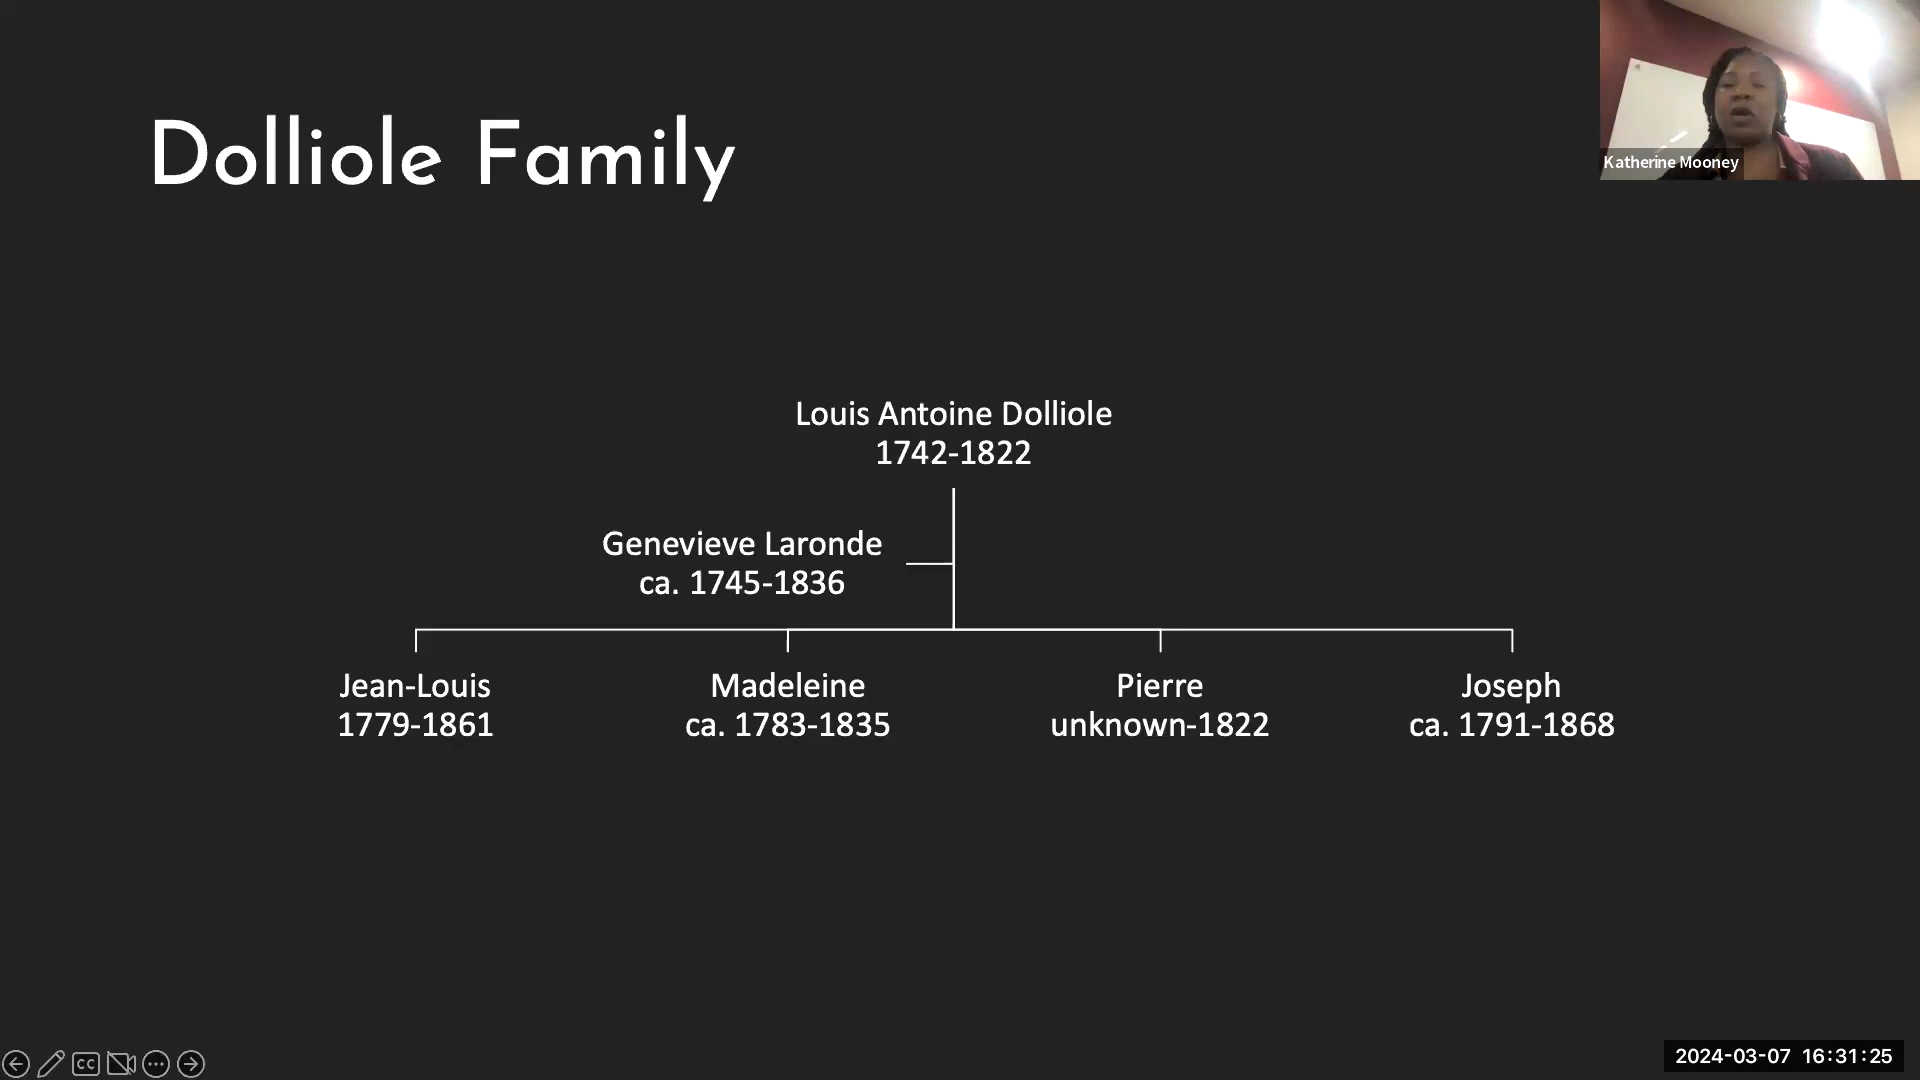 Dolliole Family
Katherine Mooney
Louis Antoine Dolliole
1742-1822
Genevieve Laronde
ca. 1745-1836
Jean-Louis
1779-1861
Madeleine
ca. 1783-1835
Pierre
unknown-1822
Joseph
ca. 1791-1868
CC
2024-03-07 16:31:25